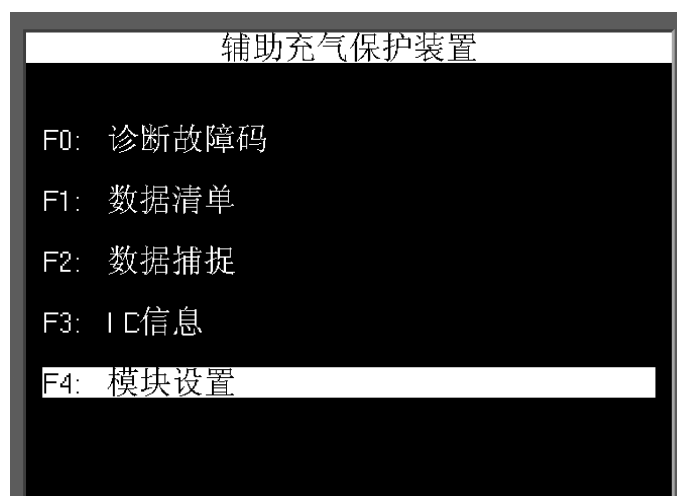 辅助充气保护装置
F0: 诊断故障码
F1: 数据清单
F2: 数据捕捉
F3: IC信息
F4: 模块设置